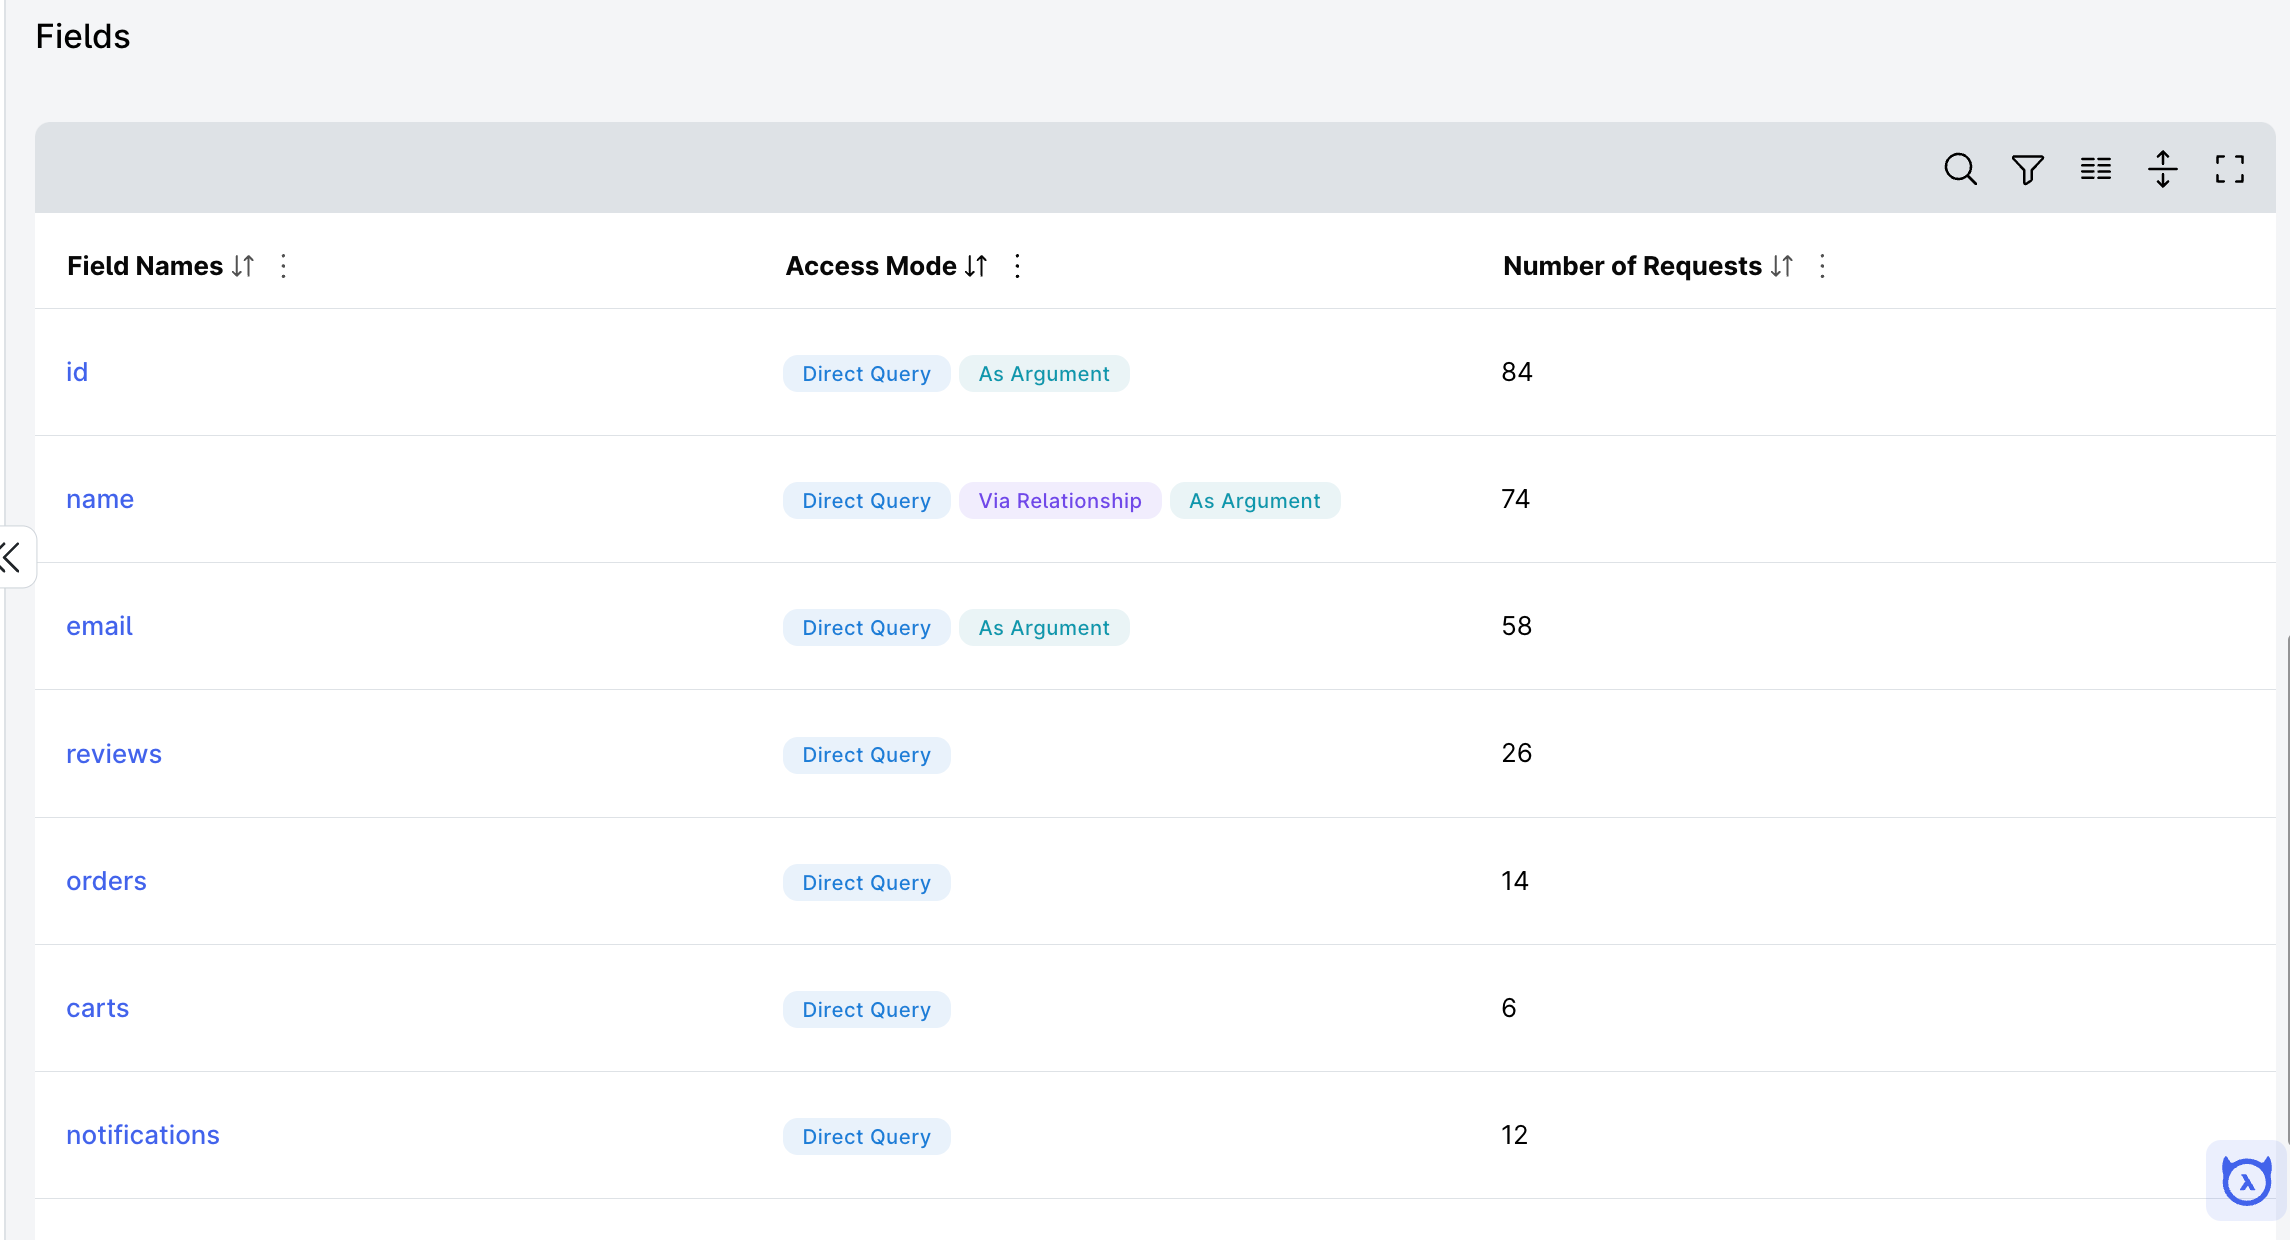 Fields
Field Names Access Mode Number of Requests
id Direct Query As Argument 84
name Direct Query Via Relationship As Argument 74
email Direct Query As Argument 58
reviews Direct Query 26
orders Direct Query 14
carts Direct Query 6
notifications Direct Query 12